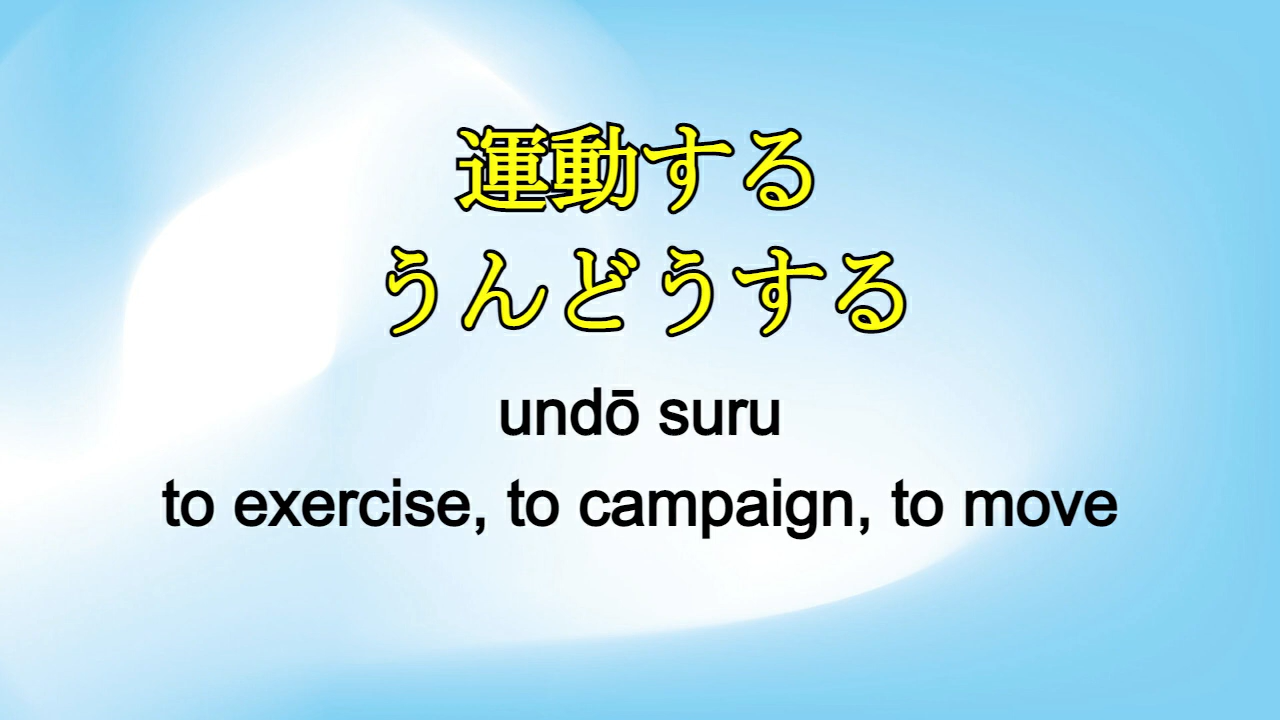 運動する
うんどうする
undō suru
to exercise, to campaign, to move